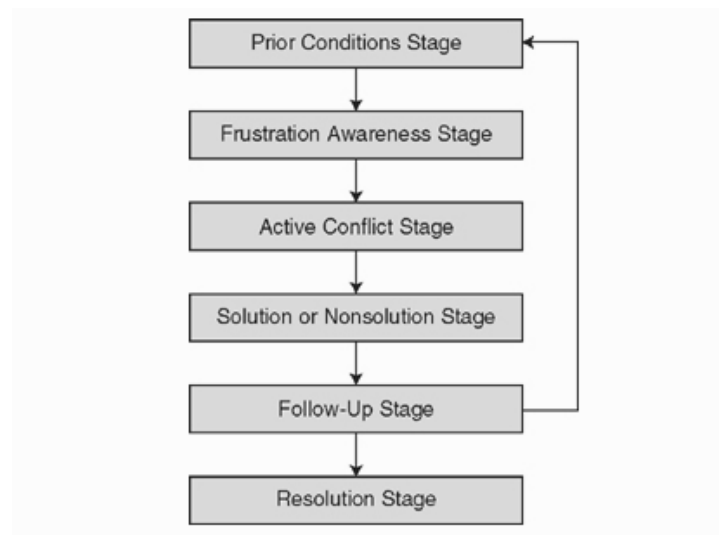 Prior Conditions Stage
Frustration Awareness Stage
Active Conflict Stage
Solution or Nonsolution Stage
Follow-Up Stage
Resolution Stage